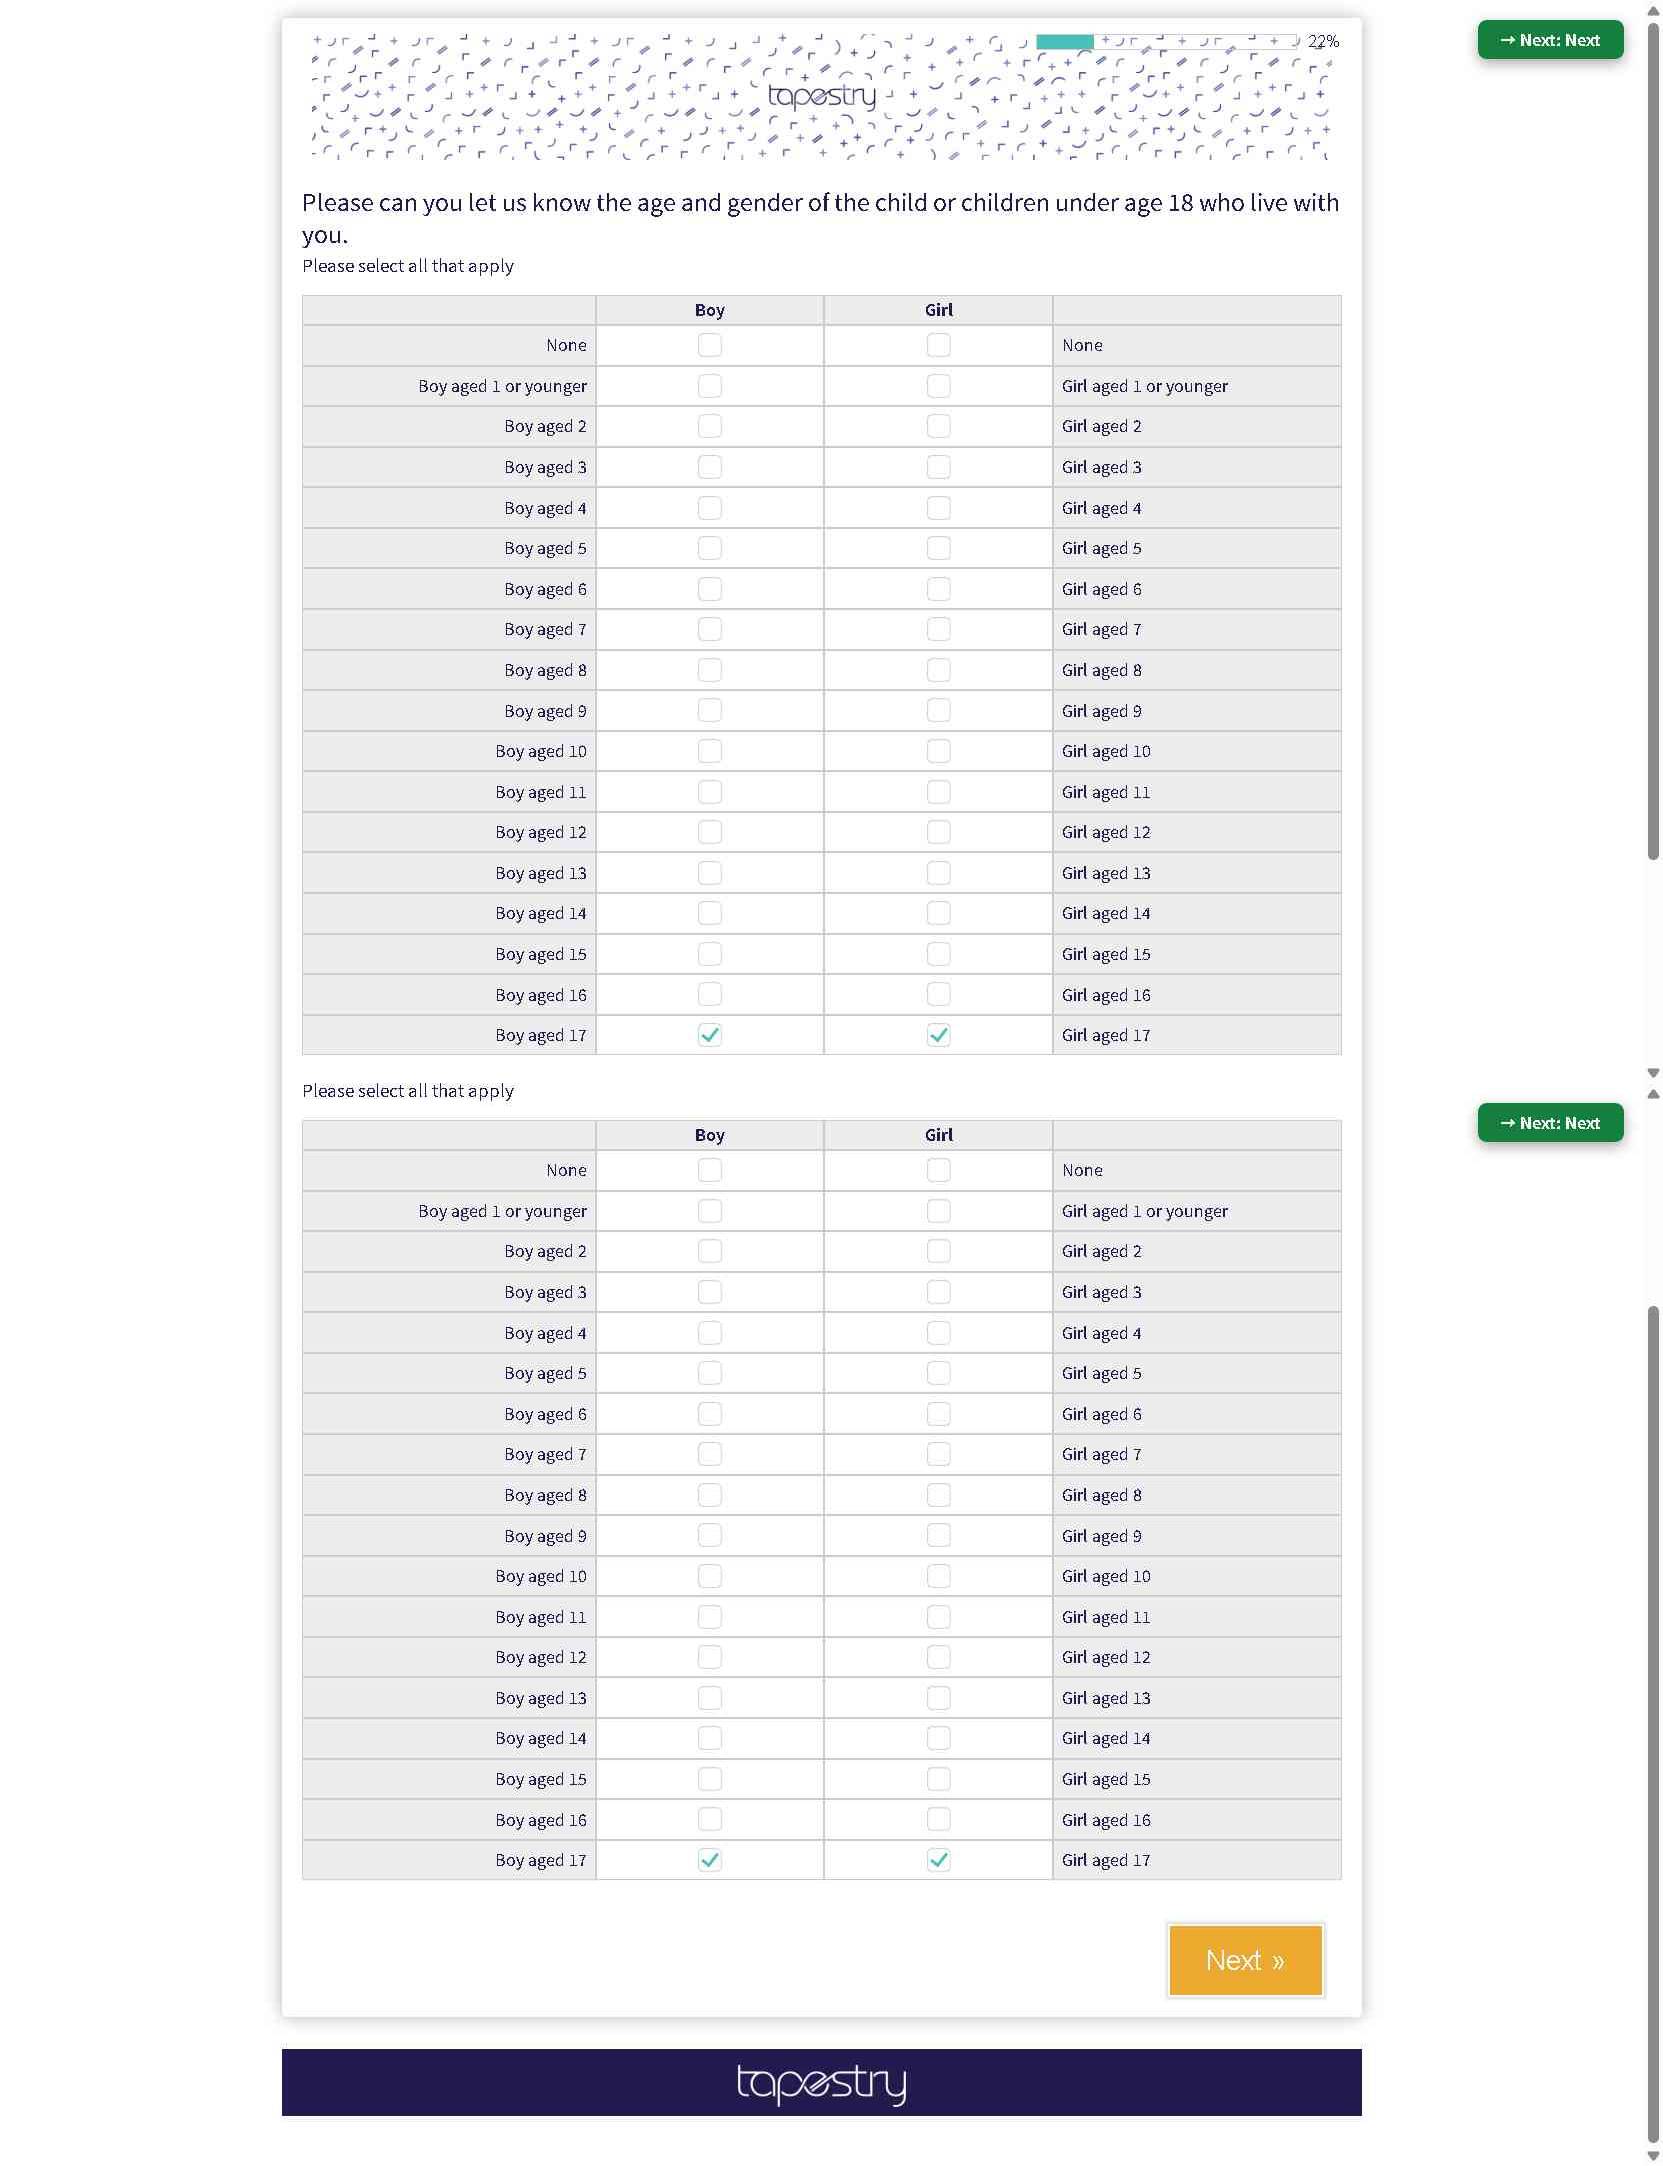 22%
→ Next: Next
tapestry
Please can you let us know the age and gender of the child or children under age 18 who live with
you.
Please select all that apply
Boy Girl
None None
Boy aged 1 or younger Girl aged 1 or younger
Boy aged 2 Girl aged 2
Boy aged 3 Girl aged 3
Boy aged 4 Girl aged 4
Boy aged 5 Girl aged 5
Boy aged 6 Girl aged 6
Boy aged 7 Girl aged 7
Boy aged 8 Girl aged 8
Boy aged 9 Girl aged 9
Boy aged 10 Girl aged 10
Boy aged 11 Girl aged 11
Boy aged 12 Girl aged 12
Boy aged 13 Girl aged 13
Boy aged 14 Girl aged 14
Boy aged 15 Girl aged 15
Boy aged 16 Girl aged 16
Boy aged 17 Girl aged 17
Please select all that apply
→ Next: Next
Boy Girl
None None
Boy aged 1 or younger Girl aged 1 or younger
Boy aged 2 Girl aged 2
Boy aged 3 Girl aged 3
Boy aged 4 Girl aged 4
Boy aged 5 Girl aged 5
Boy aged 6 Girl aged 6
Boy aged 7 Girl aged 7
Boy aged 8 Girl aged 8
Boy aged 9 Girl aged 9
Boy aged 10 Girl aged 10
Boy aged 11 Girl aged 11
Boy aged 12 Girl aged 12
Boy aged 13 Girl aged 13
Boy aged 14 Girl aged 14
Boy aged 15 Girl aged 15
Boy aged 16 Girl aged 16
Boy aged 17 Girl aged 17
Next »
tapestry